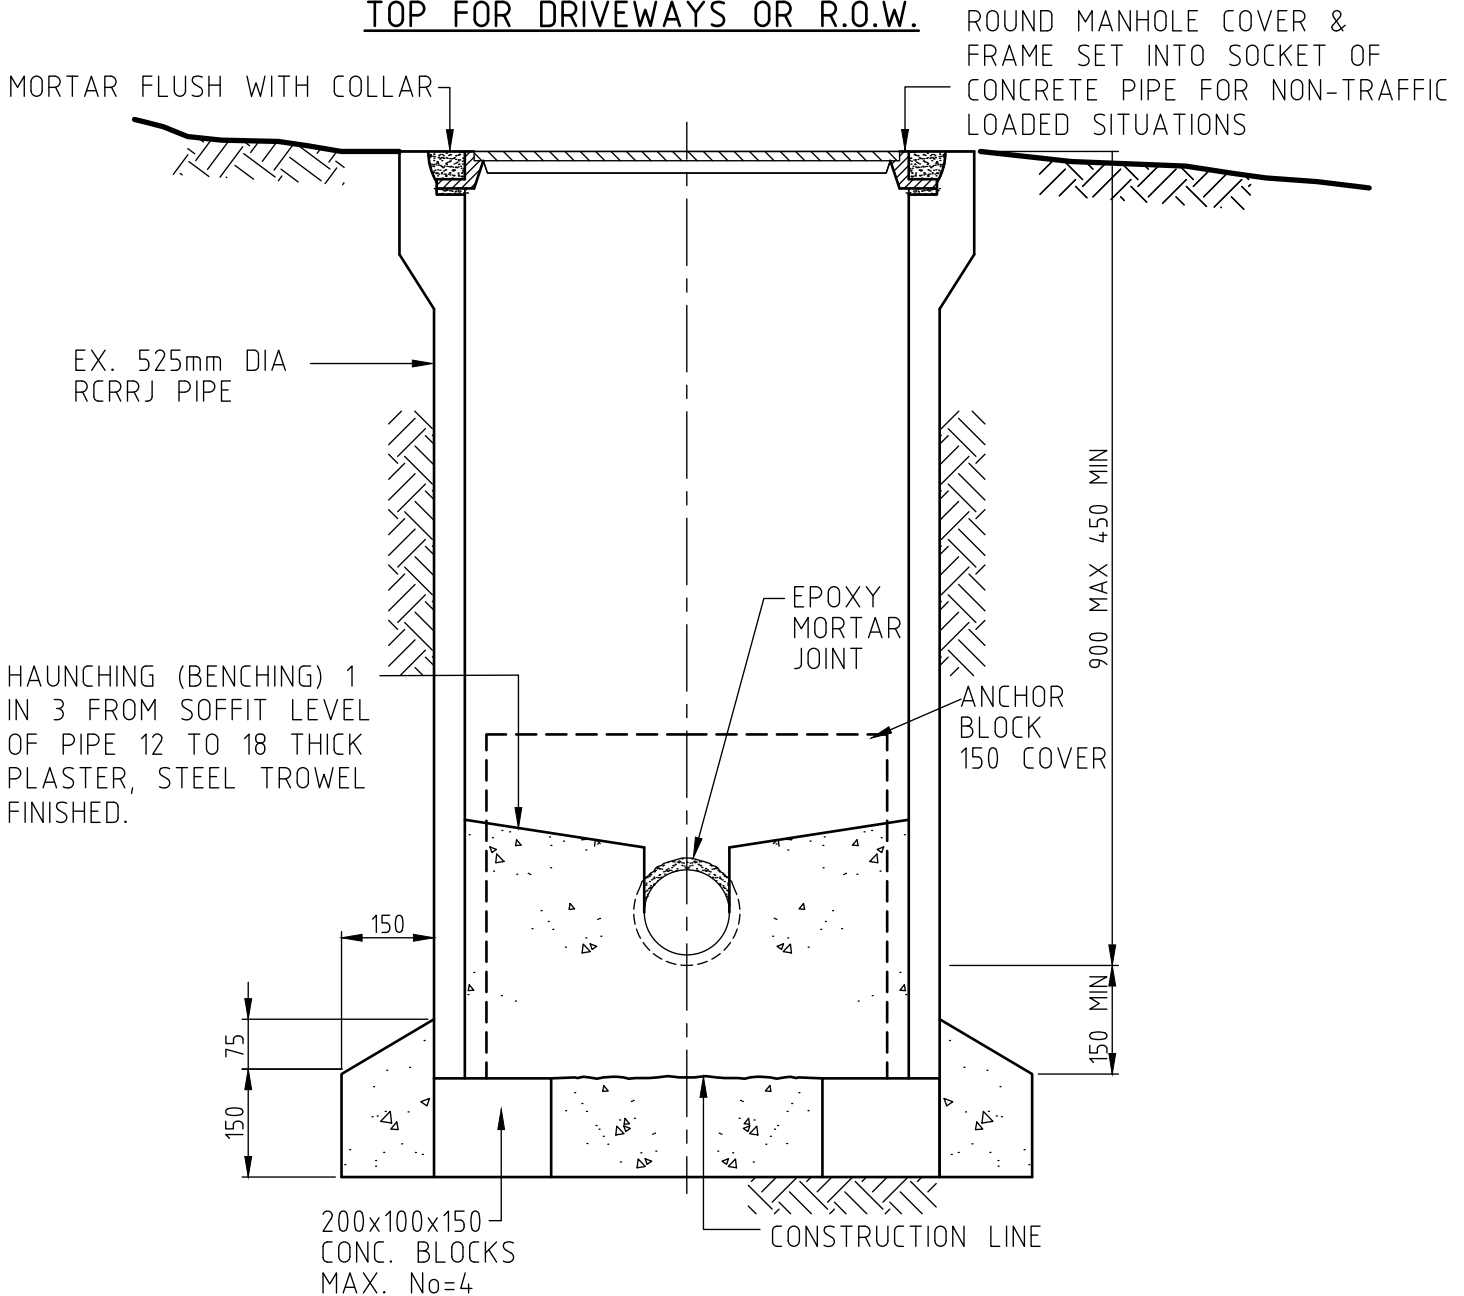 TOP FOR DRIVEWAYS OR R.O.W.
ROUND MANHOLE COVER &
FRAME SET INTO SOCKET OF
CONCRETE PIPE FOR NON-TRAFFIC
LOADED SITUATIONS
MORTAR FLUSH WITH COLLAR
EX. 525mm DIA
RCRRJ PIPE
900 MAX 450 MIN
EPOXY
MORTAR
JOINT
HAUNCHING (BENCHING) 1
IN 3 FROM SOFFIT LEVEL
OF PIPE 12 TO 18 THICK
PLASTER, STEEL TROWEL
FINISHED.
ANCHOR
BLOCK
150 COVER
150
75
150
150 MIN
200x100x150
CONC. BLOCKS
MAX. No=4
CONSTRUCTION LINE